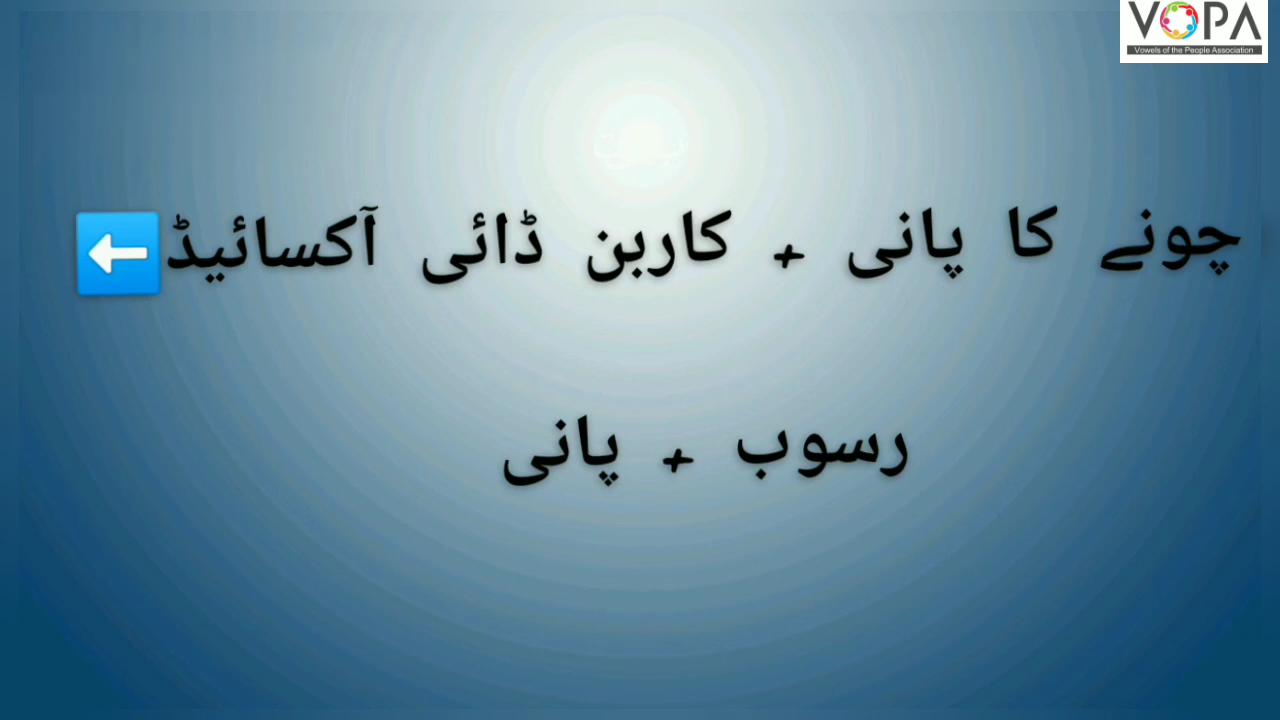 VOPA
Vowels of the People Association
چونے کا پانی + کاربن ڈائی آکسائیڈ ⬅
رسوب + پانی